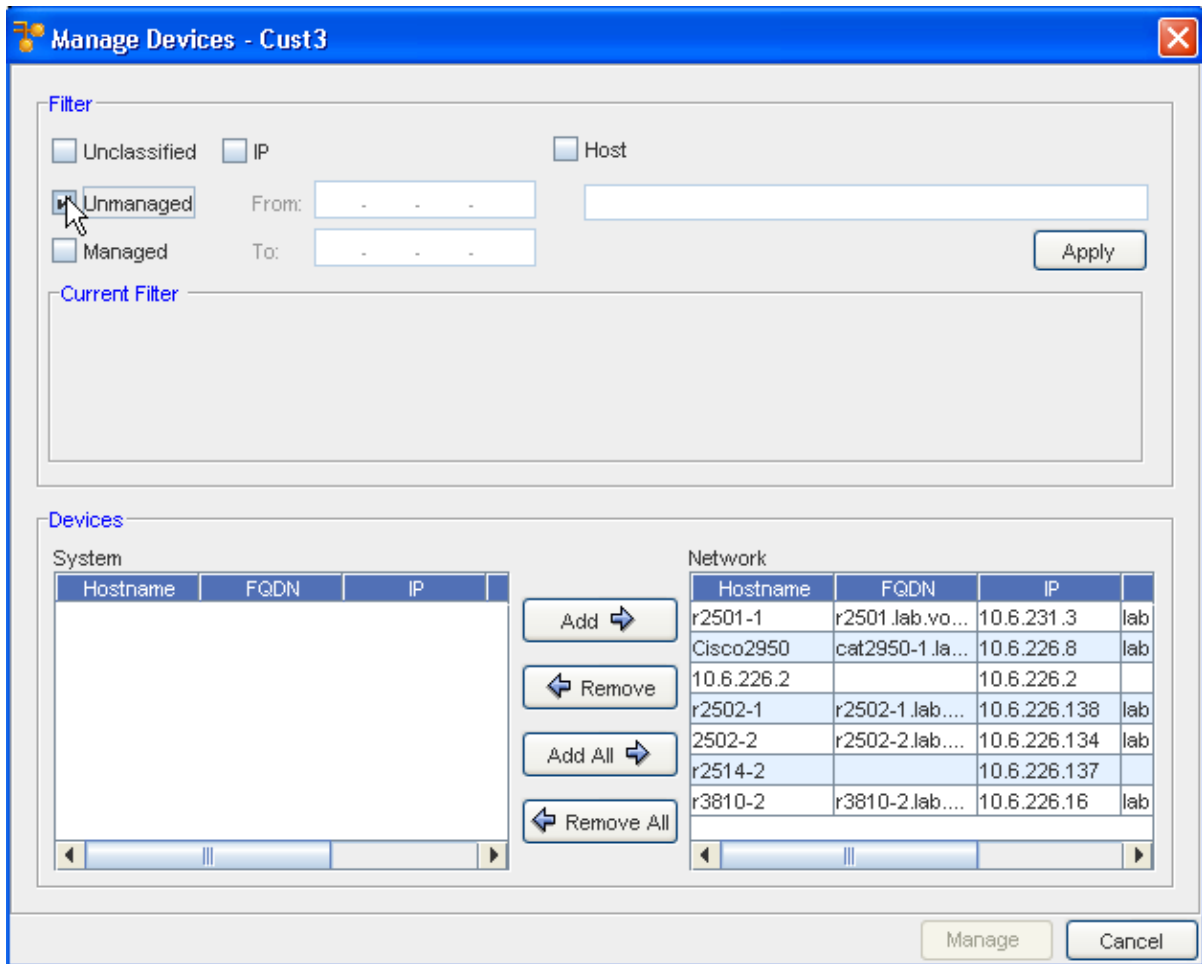 Manage Devices - Cust3
Filter
Unclassified IP Host
Unmanaged From: . . .
Managed To: . . . Apply
Current Filter
Devices
System Network
Hostname FQDN IP Hostname FQDN IP
Add
Remove
Add All
Remove All
r2501-1 r2501.lab.vo... 10.6.231.3 lab
Cisco2950 cat2950-1.la... 10.6.226.8 lab
10.6.226.2 10.6.226.2
r2502-1 r2502-1.lab.... 10.6.226.138 lab
2502-2 r2502-2.lab.... 10.6.226.134 lab
r2514-2 10.6.226.137
r3810-2 r3810-2.lab.... 10.6.226.16 lab
Manage Cancel